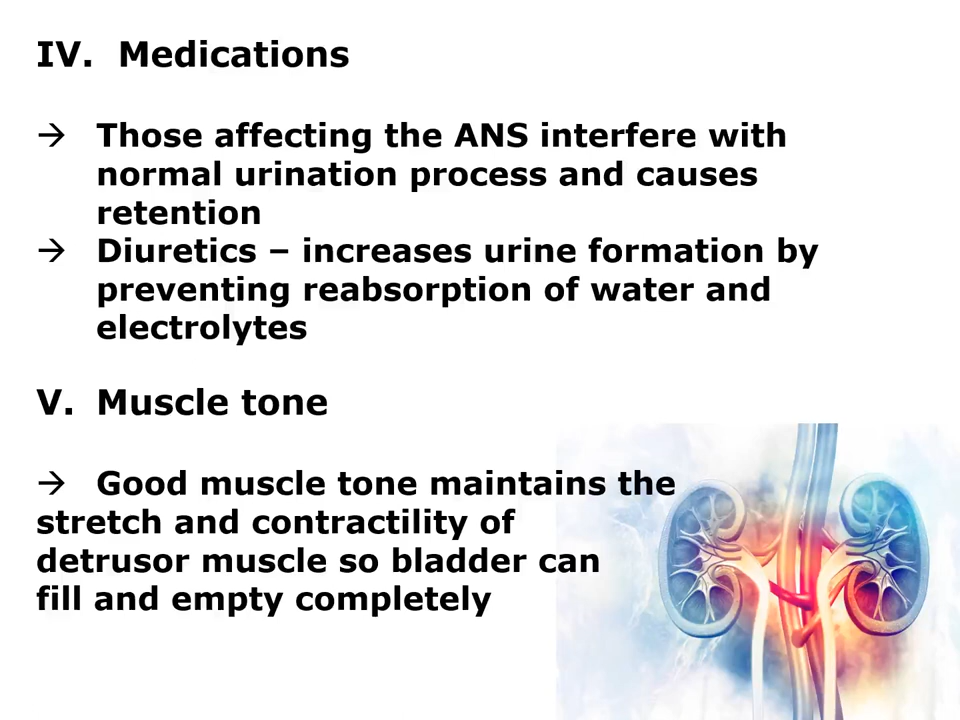 IV. Medications
→ Those affecting the ANS interfere with
normal urination process and causes
retention
→ Diuretics – increases urine formation by
preventing reabsorption of water and
electrolytes
V. Muscle tone
→ Good muscle tone maintains the
stretch and contractility of
detrusor muscle so bladder can
fill and empty completely